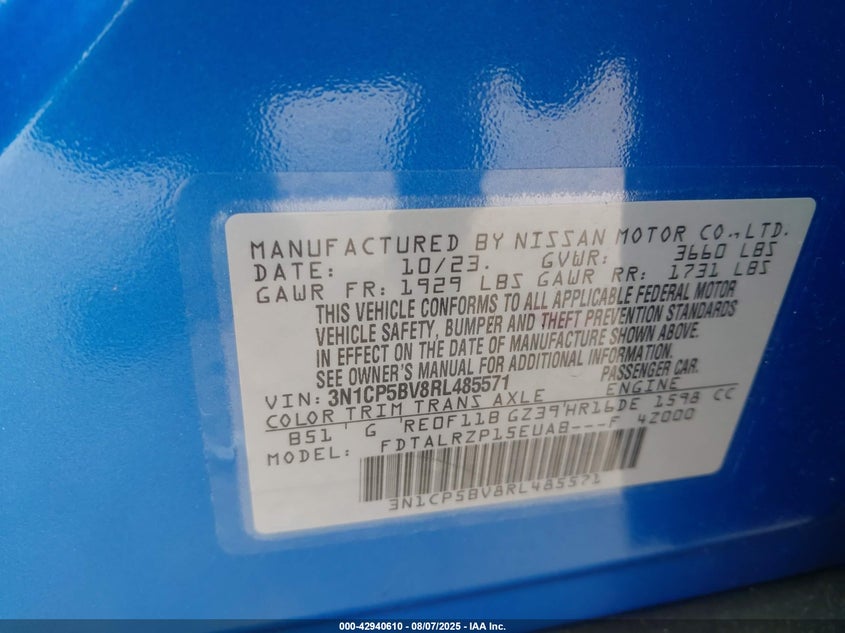 MANUFACTURED BY NISSAN MOTOR CO.,LTD.
DATE: 10/23. GVWR: 3660 LBS
GAWR FR: 1929 LBS GAWR RR: 1731 LBS
THIS VEHICLE CONFORMS TO ALL APPLICABLE FEDERAL MOTOR
VEHICLE SAFETY, BUMPER AND THEFT PREVENTION STANDARDS
IN EFFECT ON THE DATE OF MANUFACTURE SHOWN ABOVE.
SEE OWNER'S MANUAL FOR ADDITIONAL INFORMATION.
VIN: 3N1CP5BV8RL485571 PASSENGER CAR.
COLOR TRIM TRANS AXLE ENGINE
B51 ' G 'RE0F11B GZ39'HR16DE 1598 CC
MODEL: FDTALRZP15EUAB---F 4Z000
3N1CP5BV8RL485571
000-42940610 - 08/07/2025 - IAA Inc.